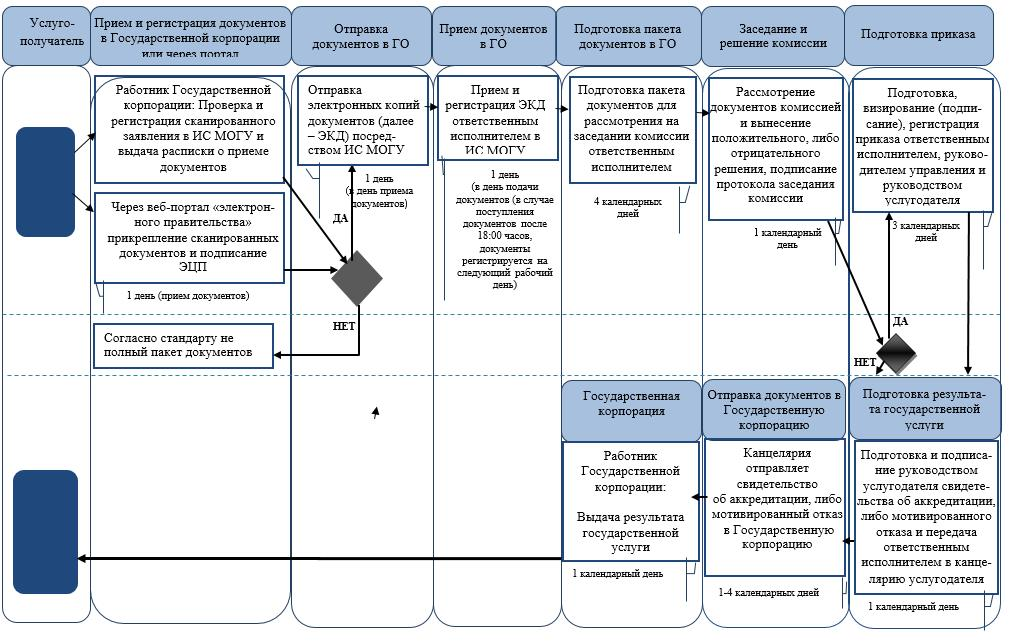 Услуго-
получатель
Прием и регистрация документов
в Государственной корпорации
или через портал
Отправка
документов в ГО
Прием документов
в ГО
Подготовка пакета
документов в ГО
Заседание и
решение комиссии
Подготовка приказа
Работник Государственной
корпорации: Проверка и
регистрация сканированного
заявления в ИС МОГУ и
выдача расписки о приеме
документов
Через веб-портал «электрон-
ного правительства»
прикрепление сканированных
документов и подписание
ЭЦП
1 день (прием документов)
Согласно стандарту не
полный пакет документов
Отправка
электронных копий
документов (далее
– ЭКД) посред-
ством ИС МОГУ
1 день
(в день приема
документов)
ДА
НЕТ
Прием и
регистрация ЭКД
ответственным
исполнителем в
ИС МОГУ
1 день
(в день подачи
документов (в случае
поступления
документов после
18:00 часов,
документы
регистрируется на
следующий рабочий
день)
Подготовка пакета
документов для
рассмотрения на
заседании комиссии
ответственным
исполнителем
4 календарных
дней
Рассмотрение
документов комиссией
и вынесение
положительного, либо
отрицательного
решения, подписание
протокола заседания
комиссии
1 календарный
день
Подготовка,
визирование (подпи-
сание), регистрация
приказа ответственным
исполнителем, руково-
дителем управления и
руководством
услугодателя
3 календарных
дней
ДА
НЕТ
Государственная
корпорация
Отправка документов в
Государственную
корпорацию
Подготовка результа-
та государственной
услуги
Работник
Государственной
корпорации:
Выдача результата
государственной
услуги
1 календарный день
Канцелярия
отправляет
свидетельство
об аккредитации, либо
мотивированный отказ
в Государственную
корпорацию
1-4 календарных дней
Подготовка и подписа-
ние руководством
услугодателя свидете-
льства об аккредитации,
либо мотивированного
отказа и передача
ответственным
исполнителем в канце-
лярию услугодателя
1 календарный день